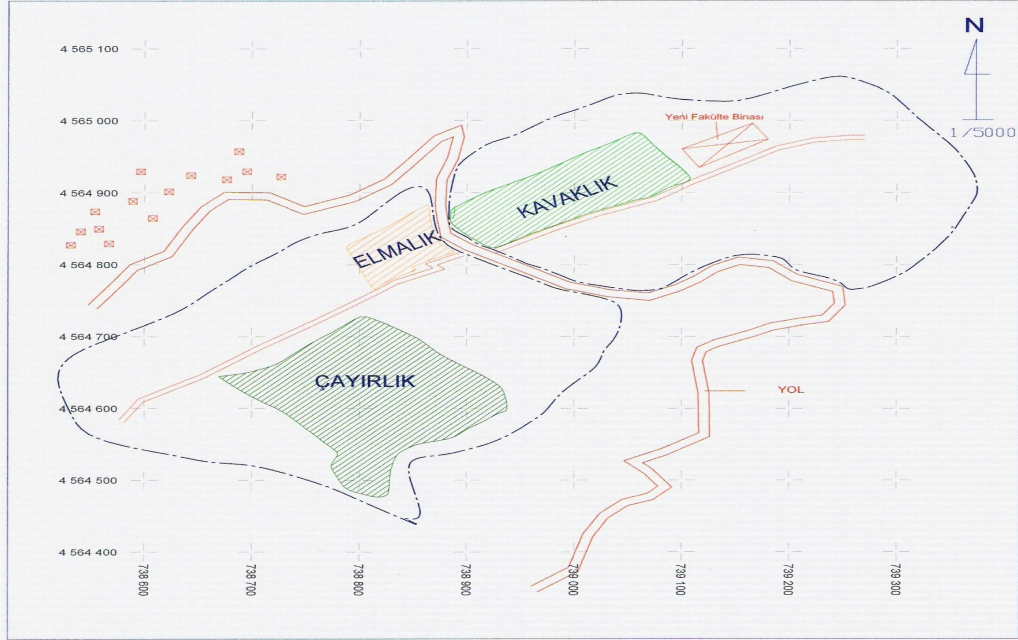 4 565 100
N
4 565 000
Yeni Fakülte Binası
1/5000
4 564 900
KAVAKLIK
4 564 800
ELMALIK
4 564 700
ÇAYIRLIK
4 564 600
YOL
4 564 500
4 564 400
738.600
738.700
738.800
738.900
739.000
739.100
739.200
739.300